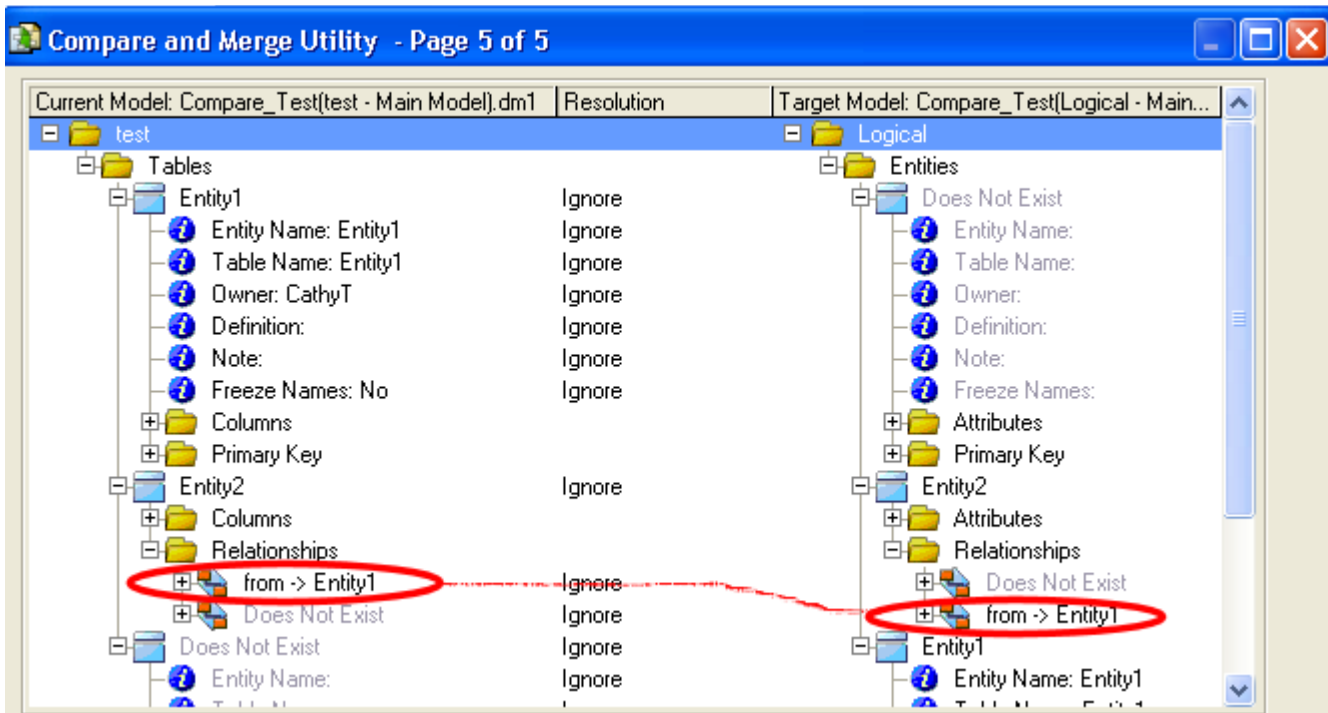 Compare and Merge Utility - Page 5 of 5
Current Model: Compare_Test(test - Main Model).dm1 Resolution Target Model: Compare_Test(Logical - Main...
test Logical
Tables Entities
Entity1 Ignore Does Not Exist
Entity Name: Entity1 Ignore Entity Name:
Table Name: Entity1 Ignore Table Name:
Owner: CathyT Ignore Owner:
Definition: Ignore Definition:
Note: Ignore Note:
Freeze Names: No Ignore Freeze Names:
Columns Attributes
Primary Key Primary Key
Entity2 Ignore Entity2
Columns Attributes
Relationships Relationships
from -> Entity1 Ignore Does Not Exist
Does Not Exist Ignore from -> Entity1
Does Not Exist Ignore Entity1
Entity Name: Ignore Entity Name: Entity1